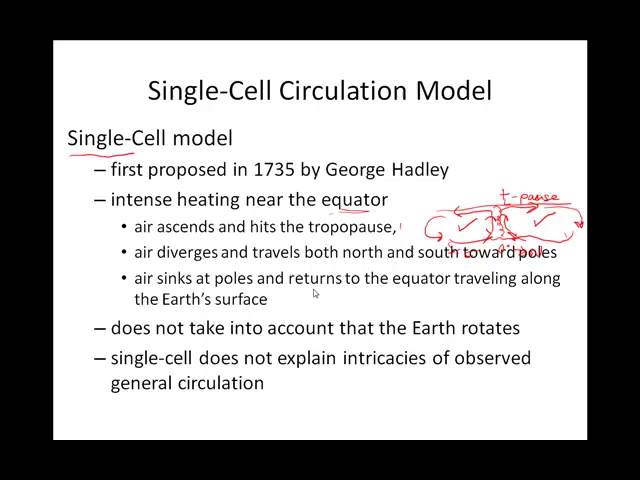 Single-Cell Circulation Model
Single-Cell model
– first proposed in 1735 by George Hadley
– intense heating near the equator
t-pause
• air ascends and hits the tropopause,
• air diverges and travels both north and south toward poles
• air sinks at poles and returns to the equator traveling along
the Earth's surface
– does not take into account that the Earth rotates
– single-cell does not explain intricacies of observed
general circulation